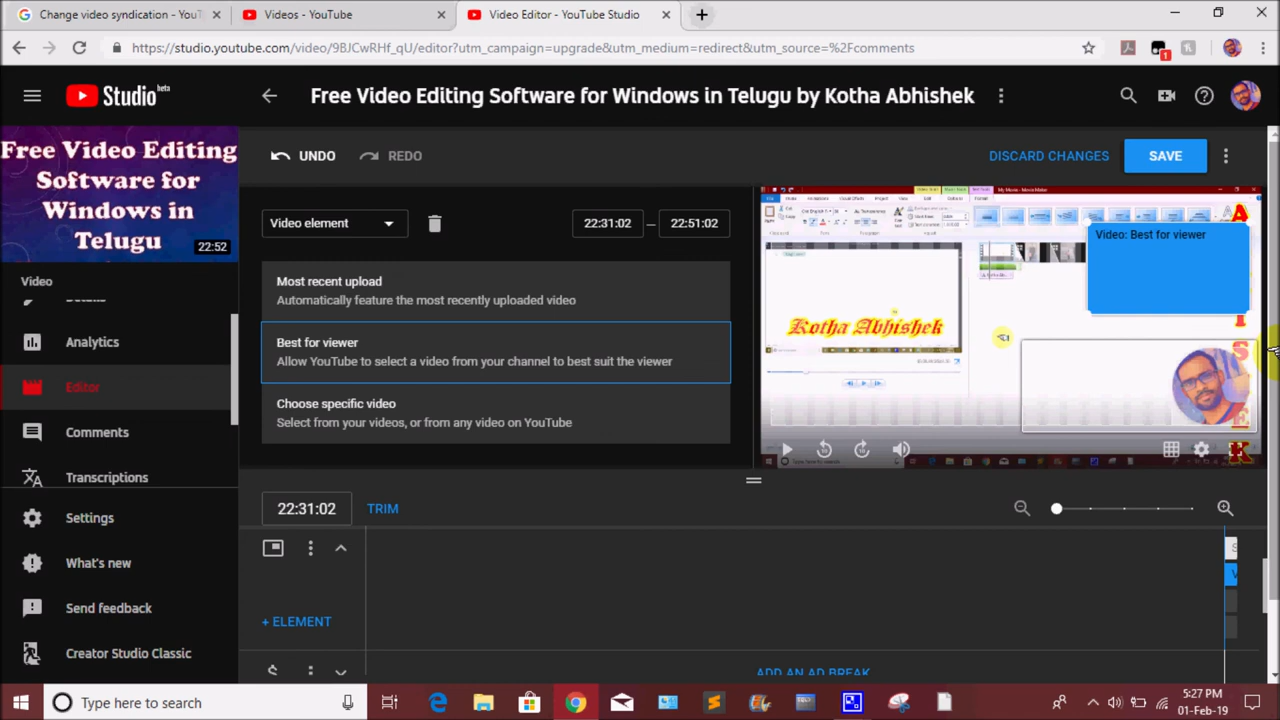 Change video syndication - YouT
Videos - YouTube
Video Editor - YouTube Studio
https://studio.youtube.com/video/9BJCwRHf_qU/editor?utm_campaign=upgrade&utm_medium=redirect&utm_source=%2Fcomments
1
Studio beta
Free Video Editing Software for Windows in Telugu by Kotha Abhishek
Free Video Editing
Software for
Windows in
Telugu
22:52
UNDO
REDO
DISCARD CHANGES
SAVE
Video element
22:31:02 — 22:51:02
Most recent upload
Automatically feature the most recently uploaded video
Best for viewer
Allow YouTube to select a video from your channel to best suit the viewer
Choose specific video
Select from your videos, or from any video on YouTube
Video: Best for viewer
Kotha Abhishek
Video
Details
Analytics
Editor
Comments
Transcriptions
Settings
What's new
Send feedback
Creator Studio Classic
22:31:02
TRIM
+ ELEMENT
ADD AN AD BREAK
Type here to search
5:27 PM
01-Feb-19